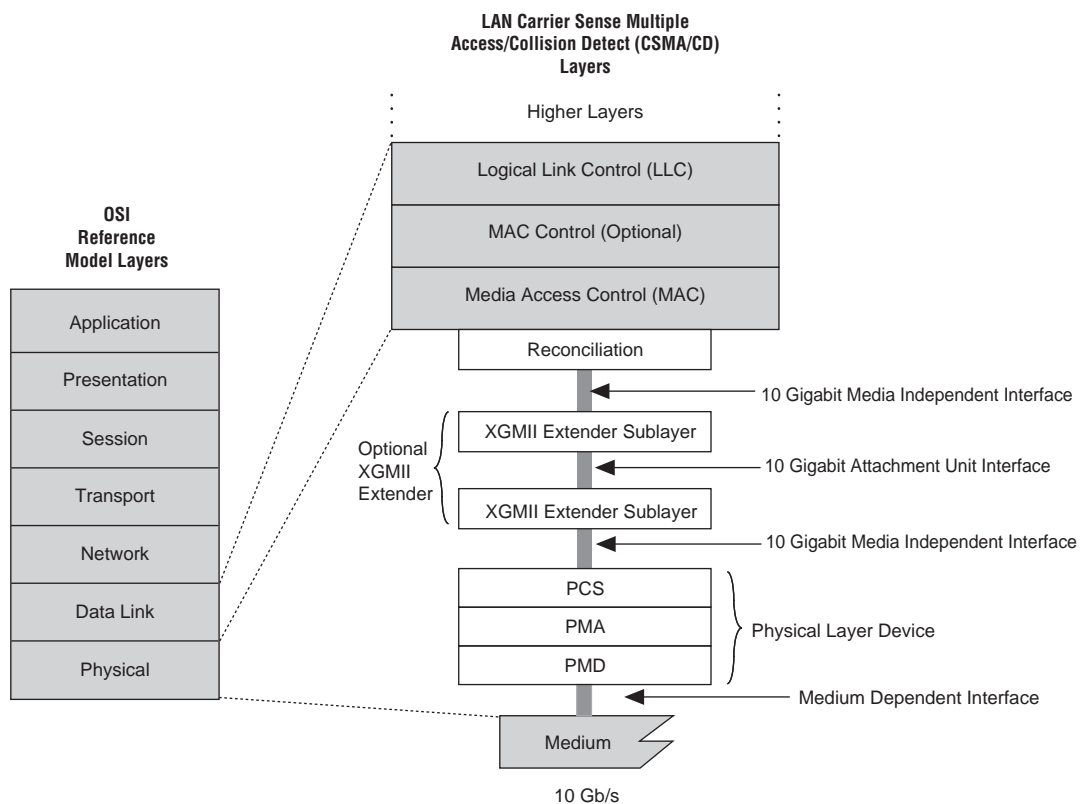 LAN Carrier Sense Multiple
Access/Collision Detect (CSMA/CD)
Layers
Higher Layers
Logical Link Control (LLC)
MAC Control (Optional)
Media Access Control (MAC)
OSI
Reference
Model Layers
Application
Presentation
Session
Transport
Network
Data Link
Physical
Reconciliation
10 Gigabit Media Independent Interface
Optional
XGMII
Extender
XGMII Extender Sublayer
10 Gigabit Attachment Unit Interface
XGMII Extender Sublayer
10 Gigabit Media Independent Interface
PCS
PMA
PMD
Physical Layer Device
Medium Dependent Interface
Medium
10 Gb/s